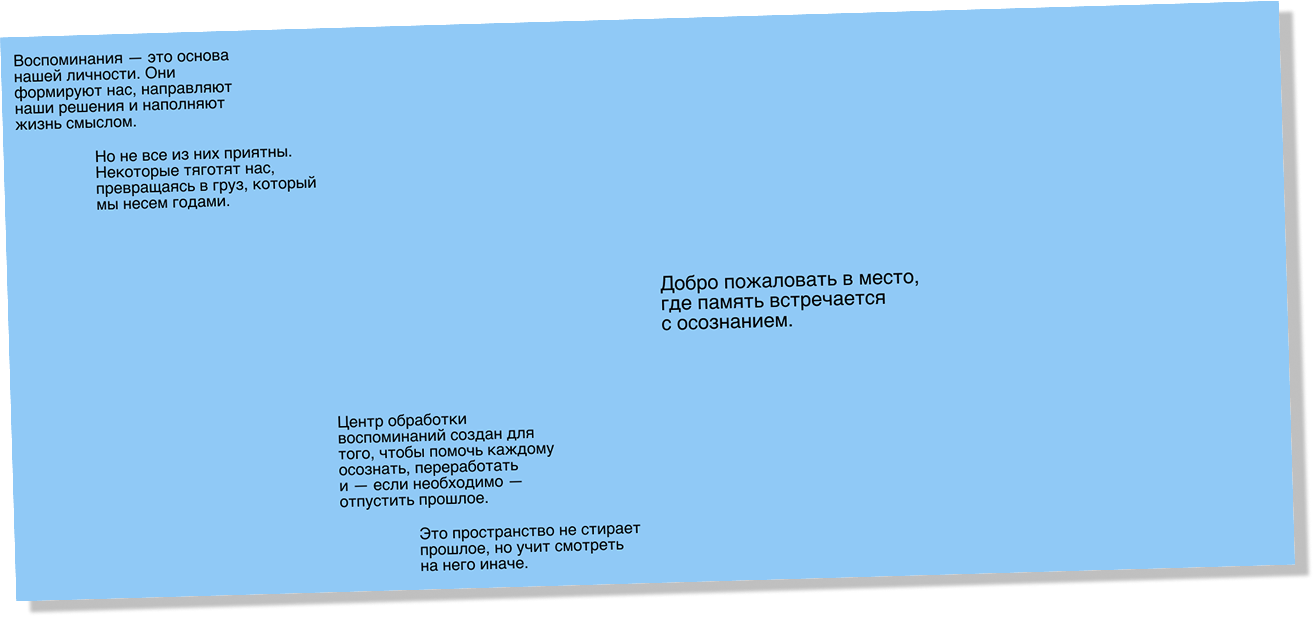 Воспоминания — это основа
нашей личности. Они
формируют нас, направляют
наши решения и наполняют
жизнь смыслом.
Но не все из них приятны.
Некоторые тяготят нас,
превращаясь в груз, который
мы несем годами.
Добро пожаловать в место,
где память встречается
с осознанием.
Центр обработки
воспоминаний создан для
того, чтобы помочь каждому
осознать, переработать
и — если необходимо —
отпустить прошлое.
Это пространство не стирает
прошлое, но учит смотреть
на него иначе.